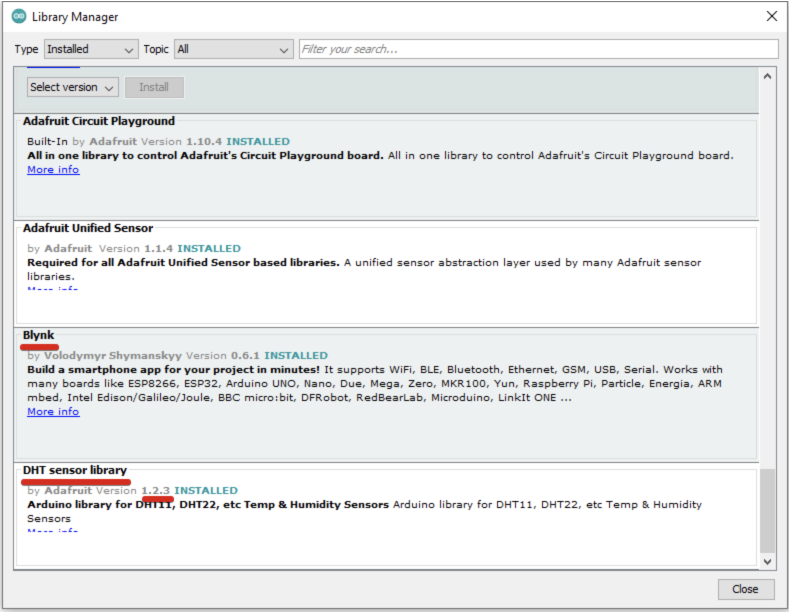 Library Manager
Type Installed Topic All Filter your search...
Select version Install
Adafruit Circuit Playground
Built-In by Adafruit Version 1.10.4 INSTALLED
All in one library to control Adafruit's Circuit Playground board. All in one library to control Adafruit's Circuit Playground board.
More info
Adafruit Unified Sensor
by Adafruit Version 1.1.4 INSTALLED
Required for all Adafruit Unified Sensor based libraries. A unified sensor abstraction layer used by many Adafruit sensor
libraries.
More info
Blynk
by Volodymyr Shymanskyy Version 0.6.1 INSTALLED
Build a smartphone app for your project in minutes! It supports WiFi, BLE, Bluetooth, Ethernet, GSM, USB, Serial. Works with
many boards like ESP8266, ESP32, Arduino UNO, Nano, Due, Mega, Zero, MKR100, Yun, Raspberry Pi, Particle, Energia, ARM
mbed, Intel Edison/Galileo/Joule, BBC micro:bit, DFRobot, RedBearLab, Microduino, LinkIt ONE ...
More info
DHT sensor library
by Adafruit Version 1.2.3 INSTALLED
Arduino library for DHT11, DHT22, etc Temp & Humidity Sensors Arduino library for DHT11, DHT22, etc Temp & Humidity
Sensors
More info
Close